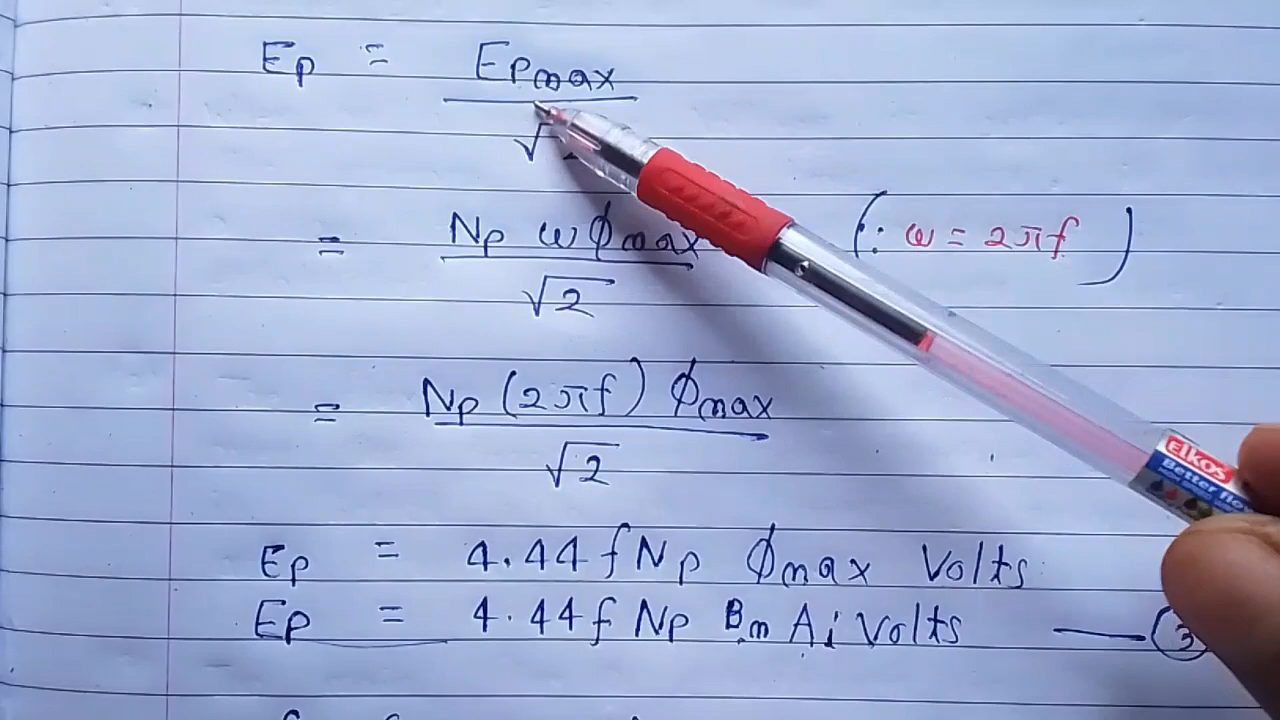 Ep = Epmax
√2
= Np ωϕmax (: ω = 2πf )
√2
= Np (2πf) ϕmax
√2
Ep = 4.44 f Np ϕmax Volts
Ep = 4.44 f Np Bm Ai Volts — 3
Elkos
Better flo